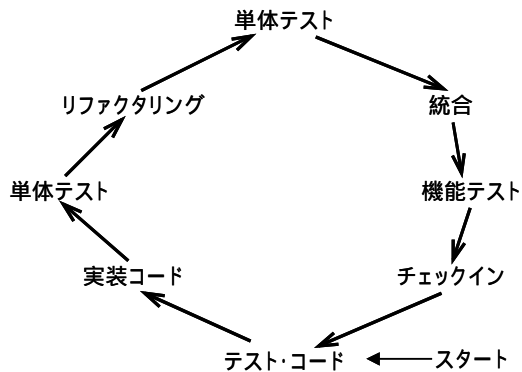 単体テスト
リファクタリング
統合
単体テスト
機能テスト
実装コード
チェックイン
テスト・コード
スタート